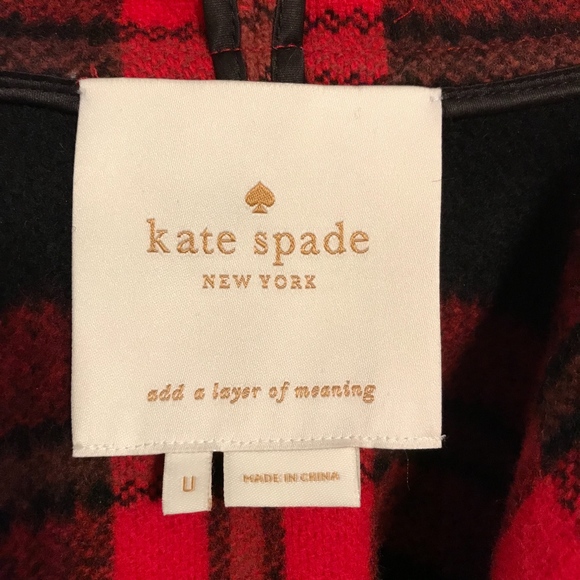 kate spade
NEW YORK
add a layer of meaning
U
MADE IN CHINA